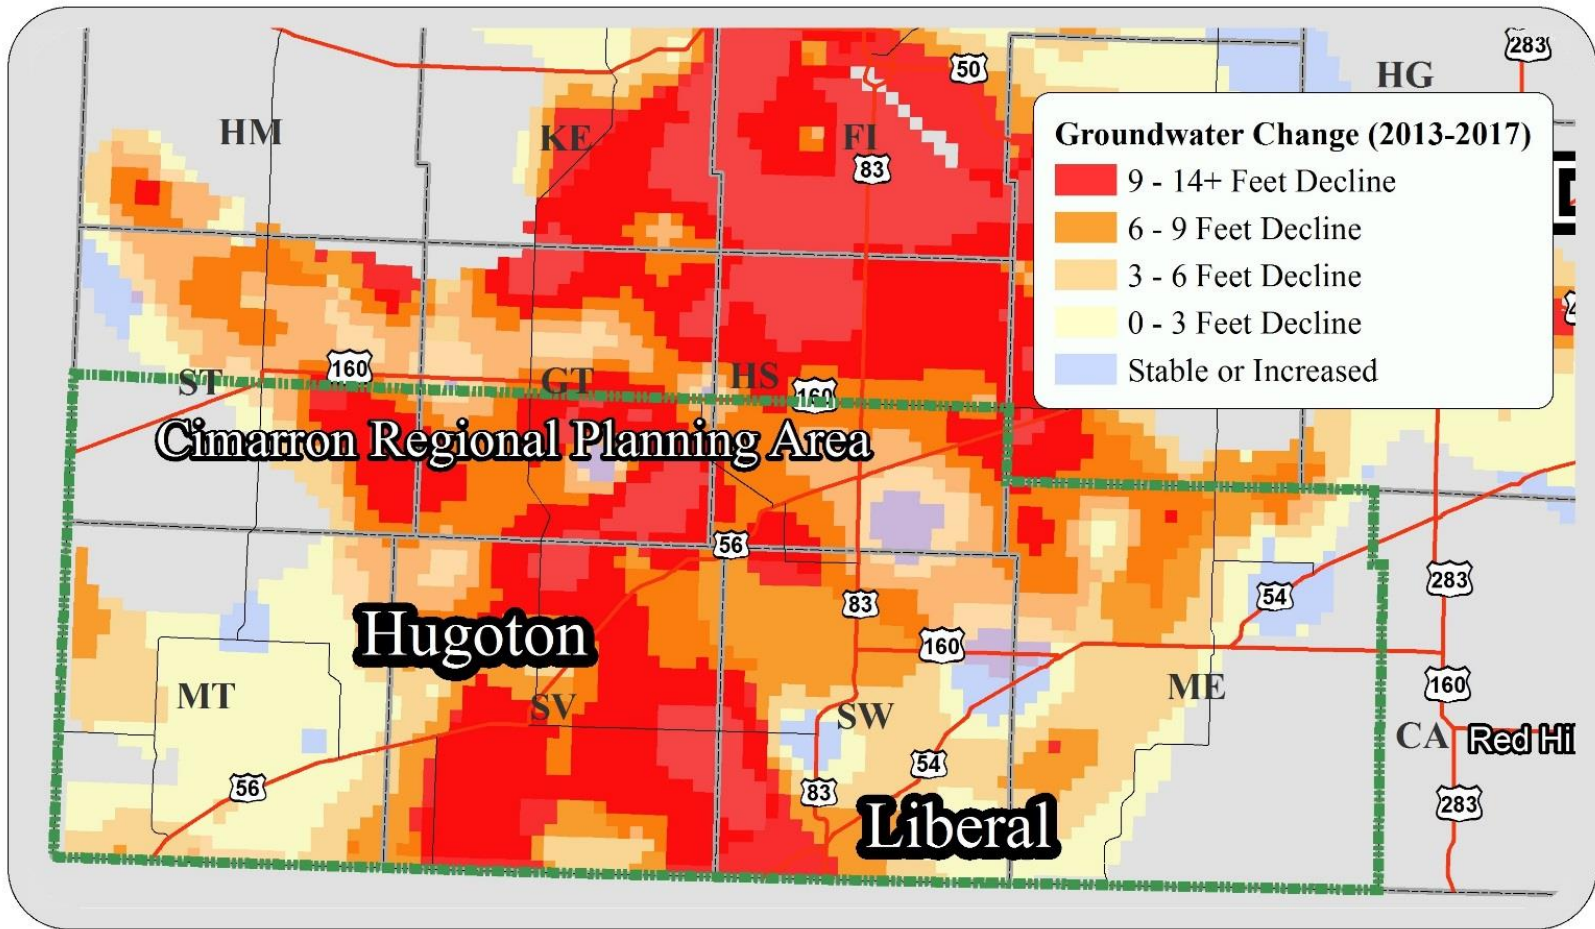 283
HG
50
HM
KE
FI
83
Groundwater Change (2013-2017)
9 - 14+ Feet Decline
6 - 9 Feet Decline
3 - 6 Feet Decline
0 - 3 Feet Decline
Stable or Increased
160
ST
GT
HS
160
Cimarron Regional Planning Area
56
83
283
54
Hugoton
160
MT
SV
SW
ME
160
CA
Red Hi
56
54
83
283
Liberal